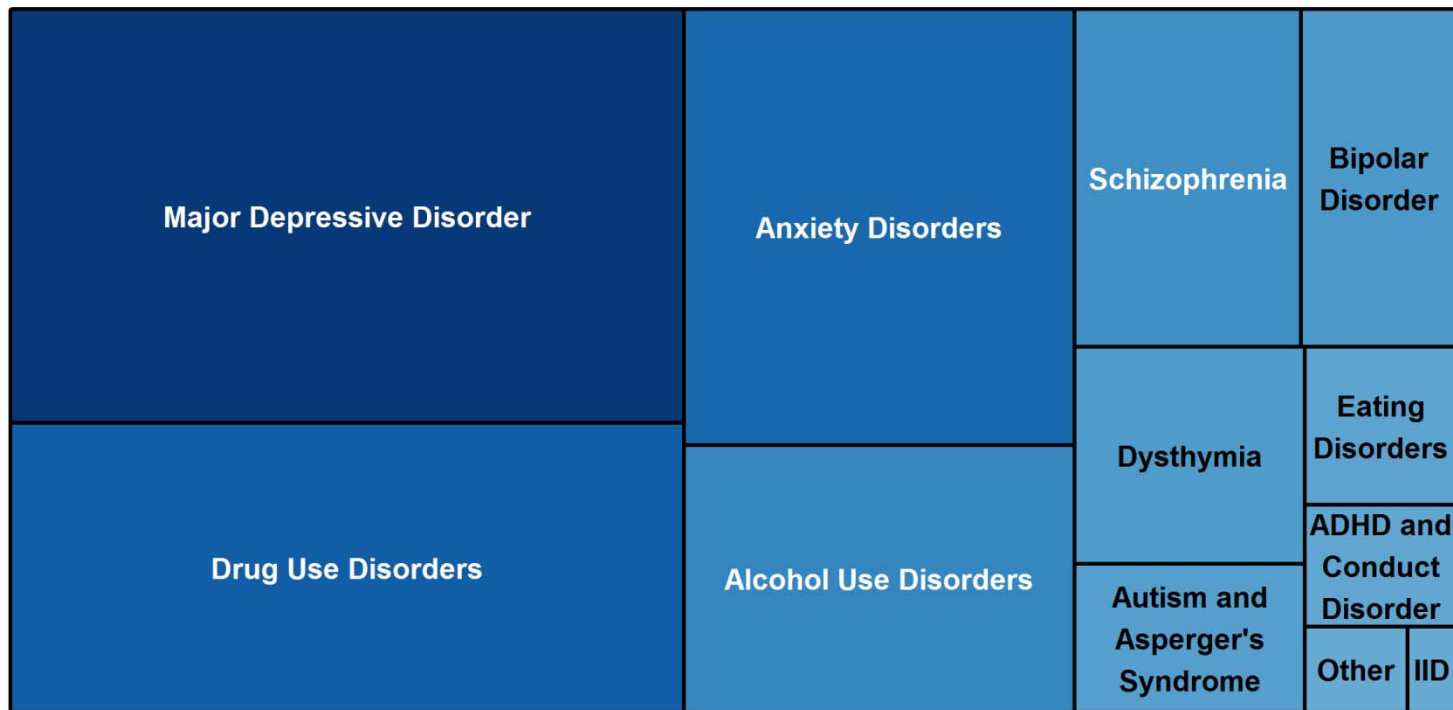 Major Depressive Disorder
Drug Use Disorders
Anxiety Disorders
Alcohol Use Disorders
Schizophrenia
Bipolar
Disorder
Dysthymia
Eating
Disorders
ADHD and
Conduct
Disorder
Autism and
Asperger's
Syndrome
Other
IID